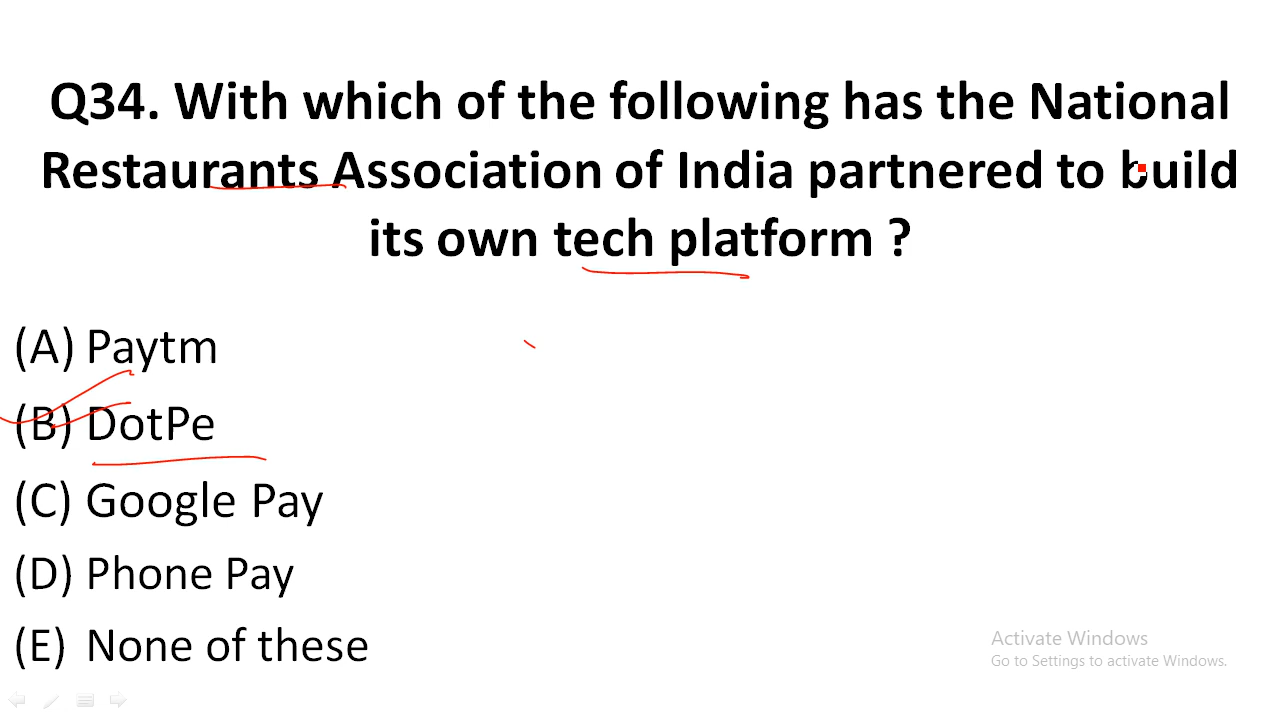 Q34. With which of the following has the National
Restaurants Association of India partnered to build
its own tech platform ?
(A) Paytm
(B) DotPe
(C) Google Pay
(D) Phone Pay
(E) None of these
Activate Windows
Go to Settings to activate Windows.